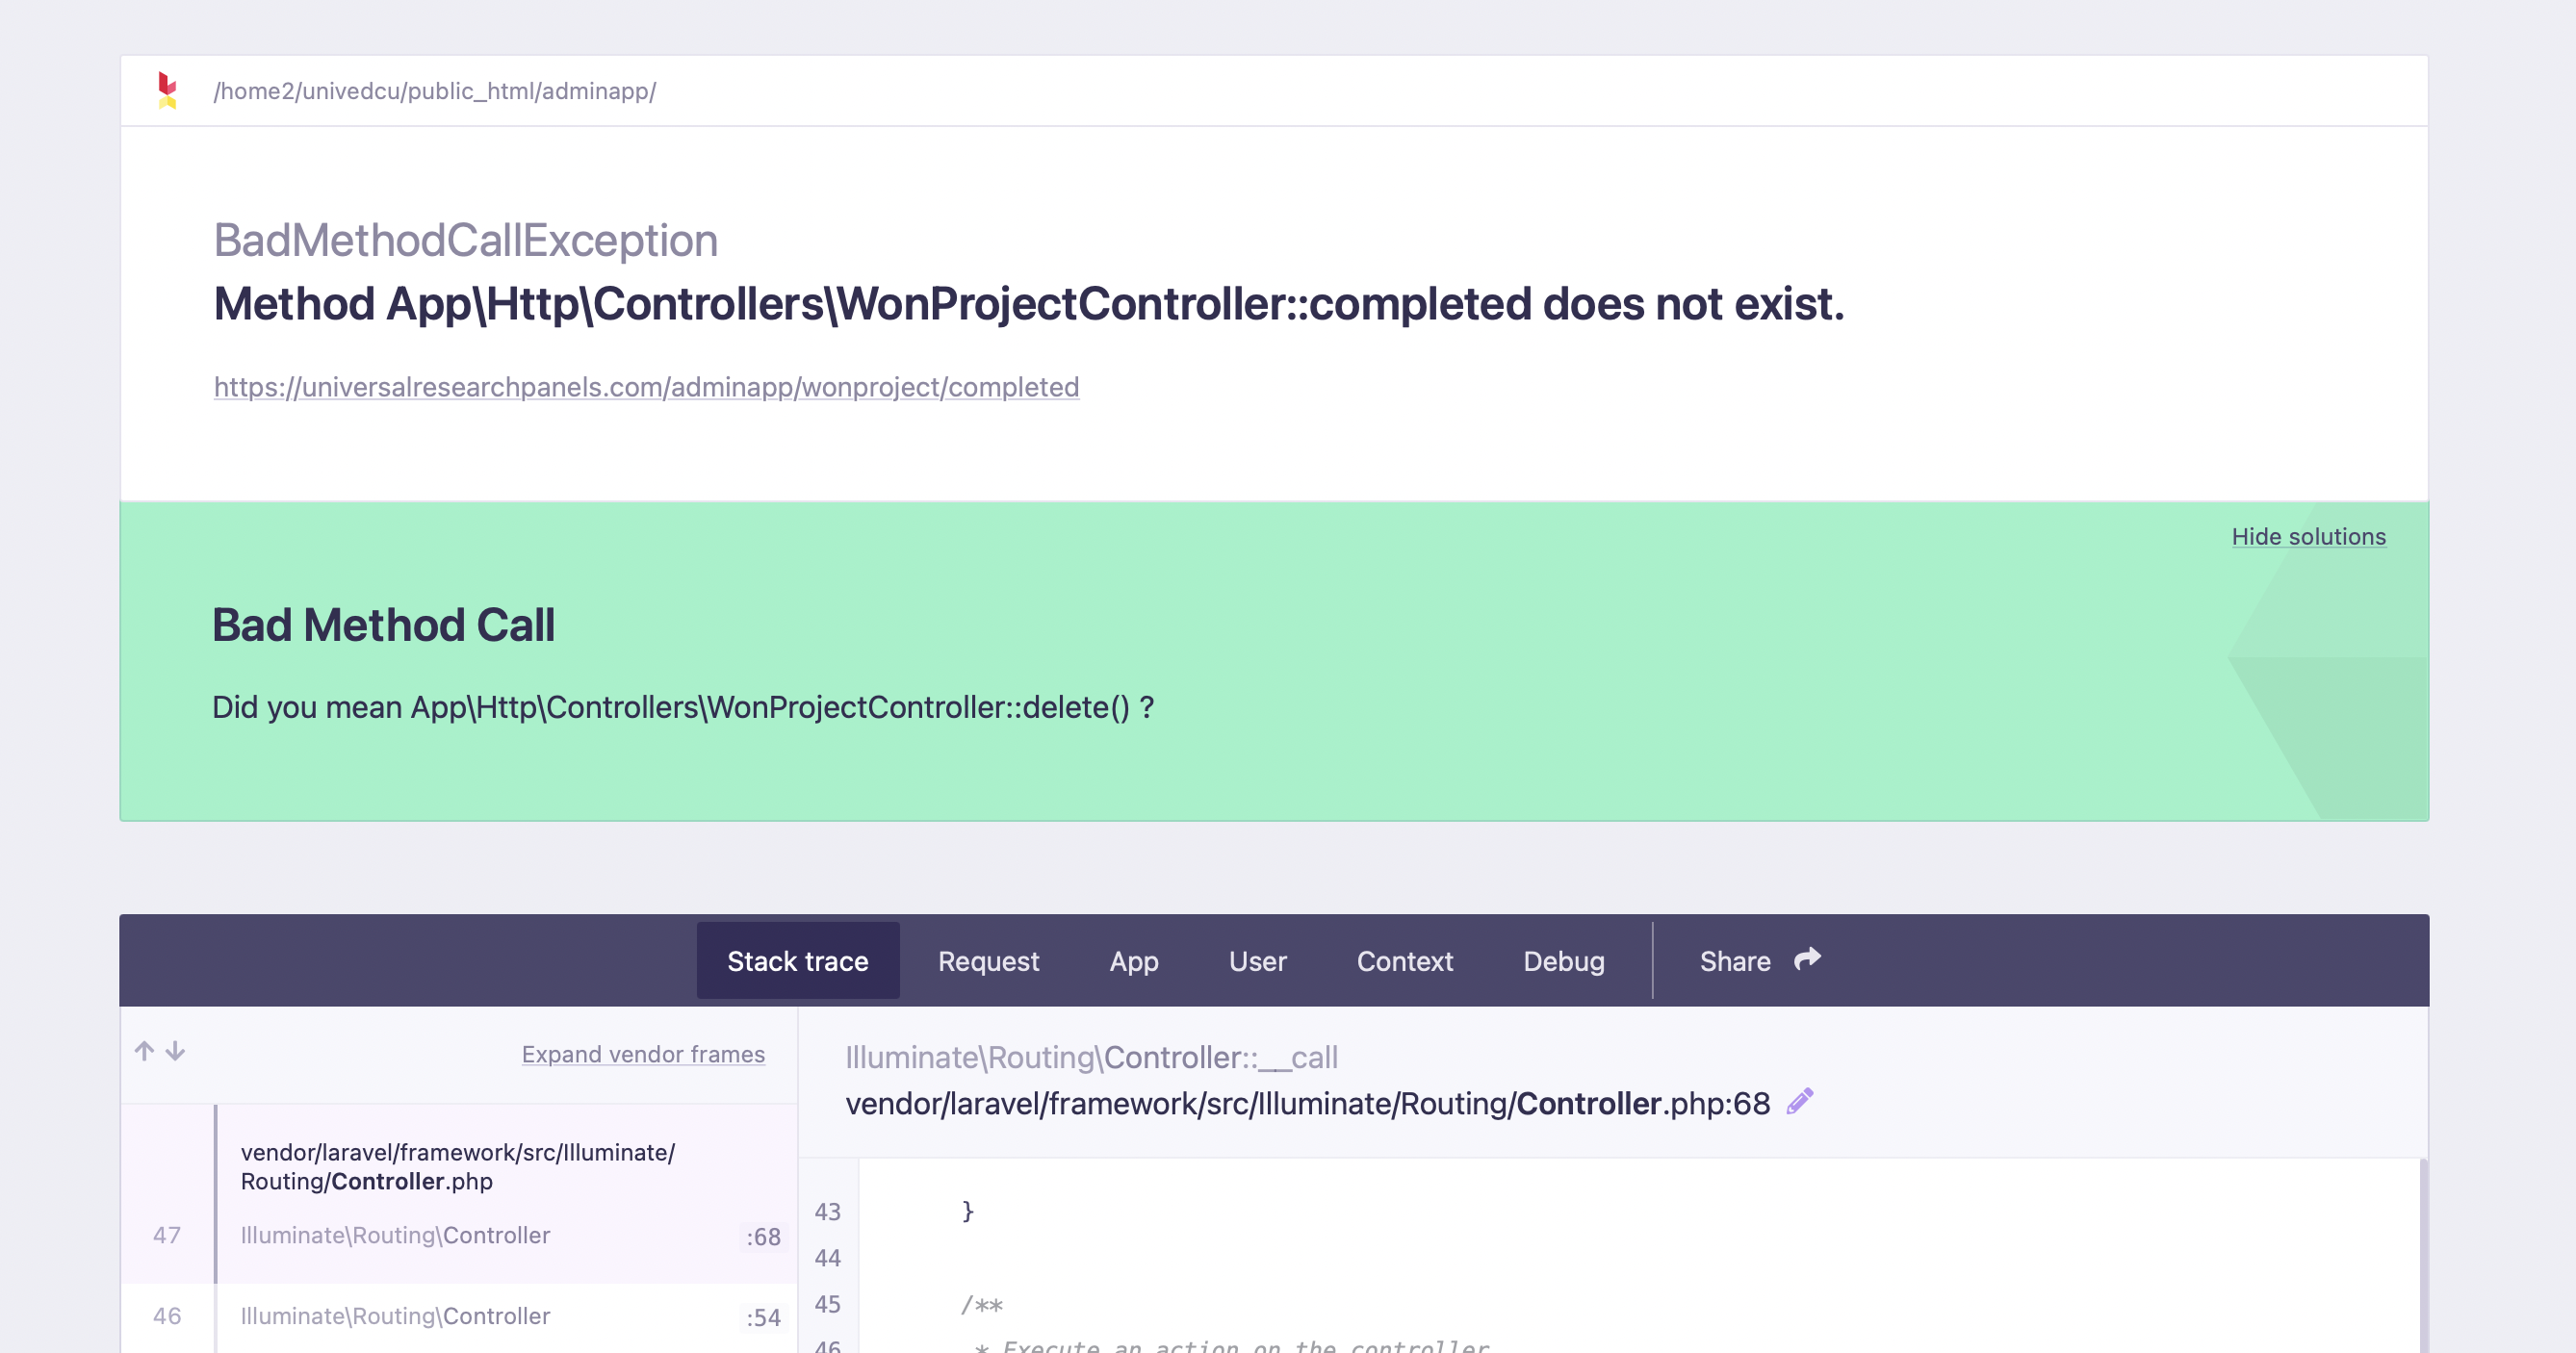 /home2/univedcu/public_html/adminapp/
BadMethodCallException
Method App\Http\Controllers\WonProjectController::completed does not exist.
https://universalresearchpanels.com/adminapp/wonproject/completed
Hide solutions
Bad Method Call
Did you mean App\Http\Controllers\WonProjectController::delete() ?
Stack trace
Request
App
User
Context
Debug
Share
Expand vendor frames
vendor/laravel/framework/src/Illuminate/
Routing/Controller.php
47 Illuminate\Routing\Controller :68
46 Illuminate\Routing\Controller :54
Illuminate\Routing\Controller::__call
vendor/laravel/framework/src/Illuminate/Routing/Controller.php:68
43 }
44
45 /**
46 * Execute an action on the controller